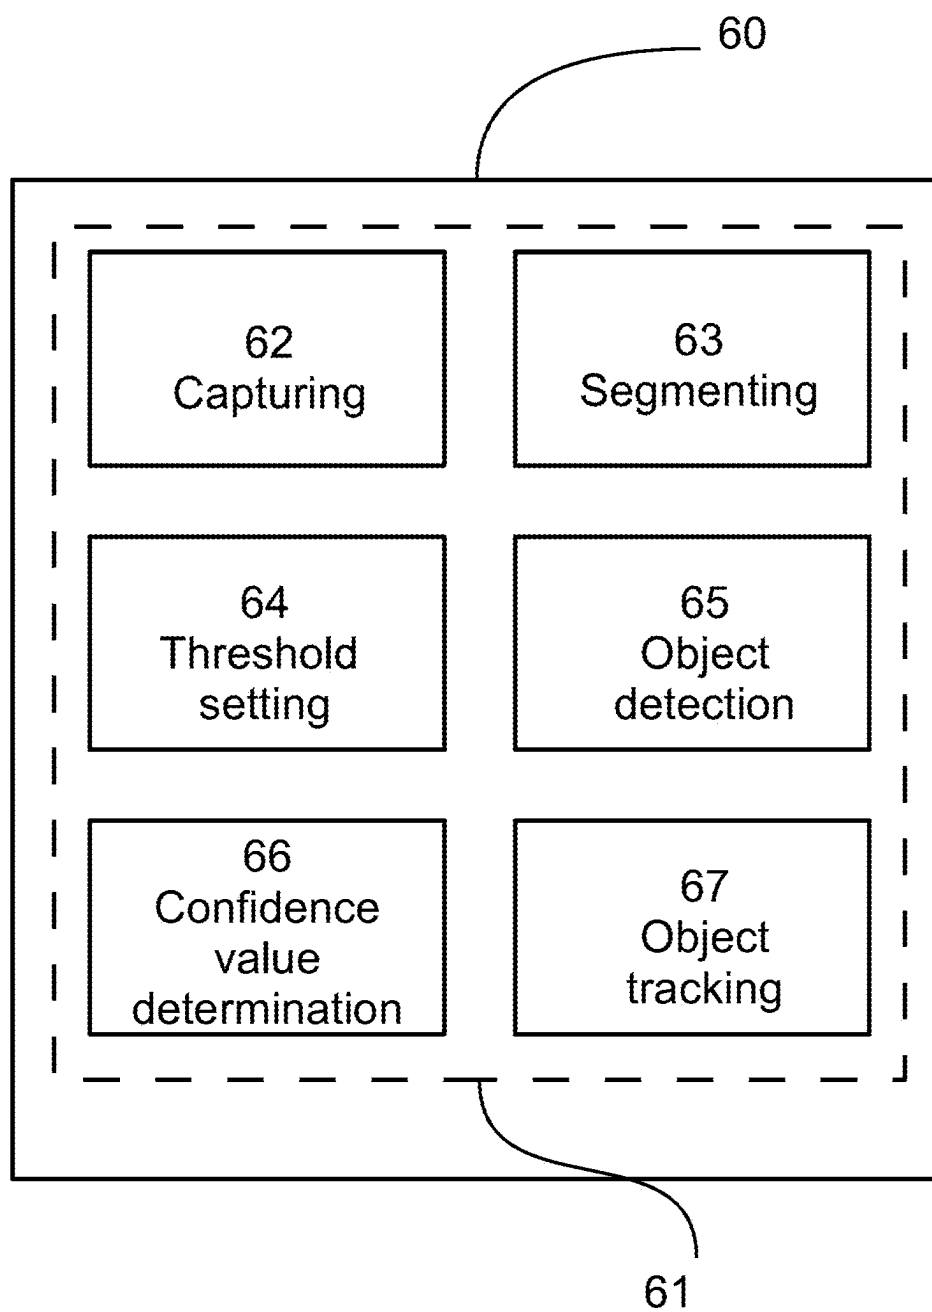 60
62
Capturing
63
Segmenting
64
Threshold
setting
65
Object
detection
66
Confidence
value
determination
67
Object
tracking
61